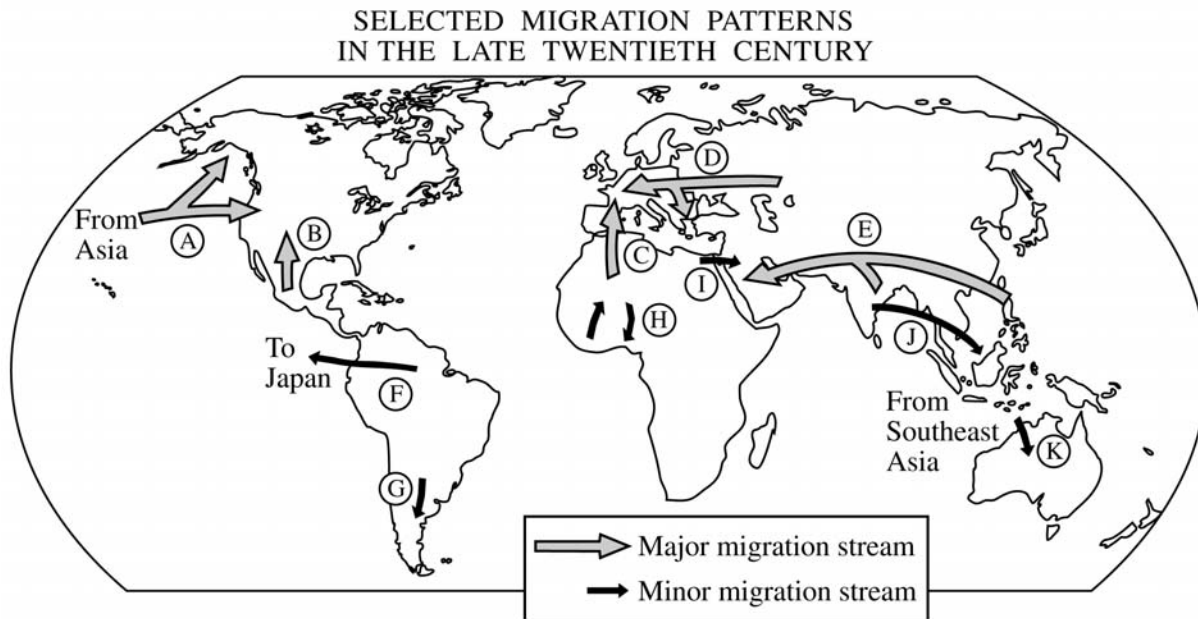 SELECTED MIGRATION PATTERNS
IN THE LATE TWENTIETH CENTURY
D
From
Asia
A
B
C
E
I
H
J
To
Japan
F
From
Southeast
Asia
K
G
Major migration stream
Minor migration stream